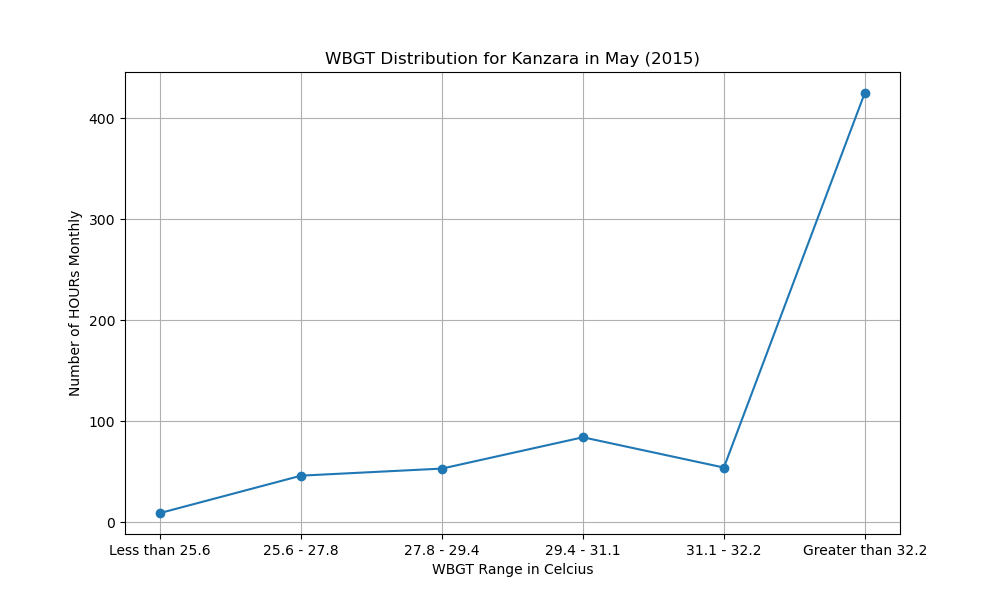 WBGT Distribution for Kanzara in May (2015)
Number of HOURs Monthly
400
300
200
100
0
Less than 25.6
25.6 - 27.8
27.8 - 29.4
29.4 - 31.1
31.1 - 32.2
Greater than 32.2
WBGT Range in Celcius